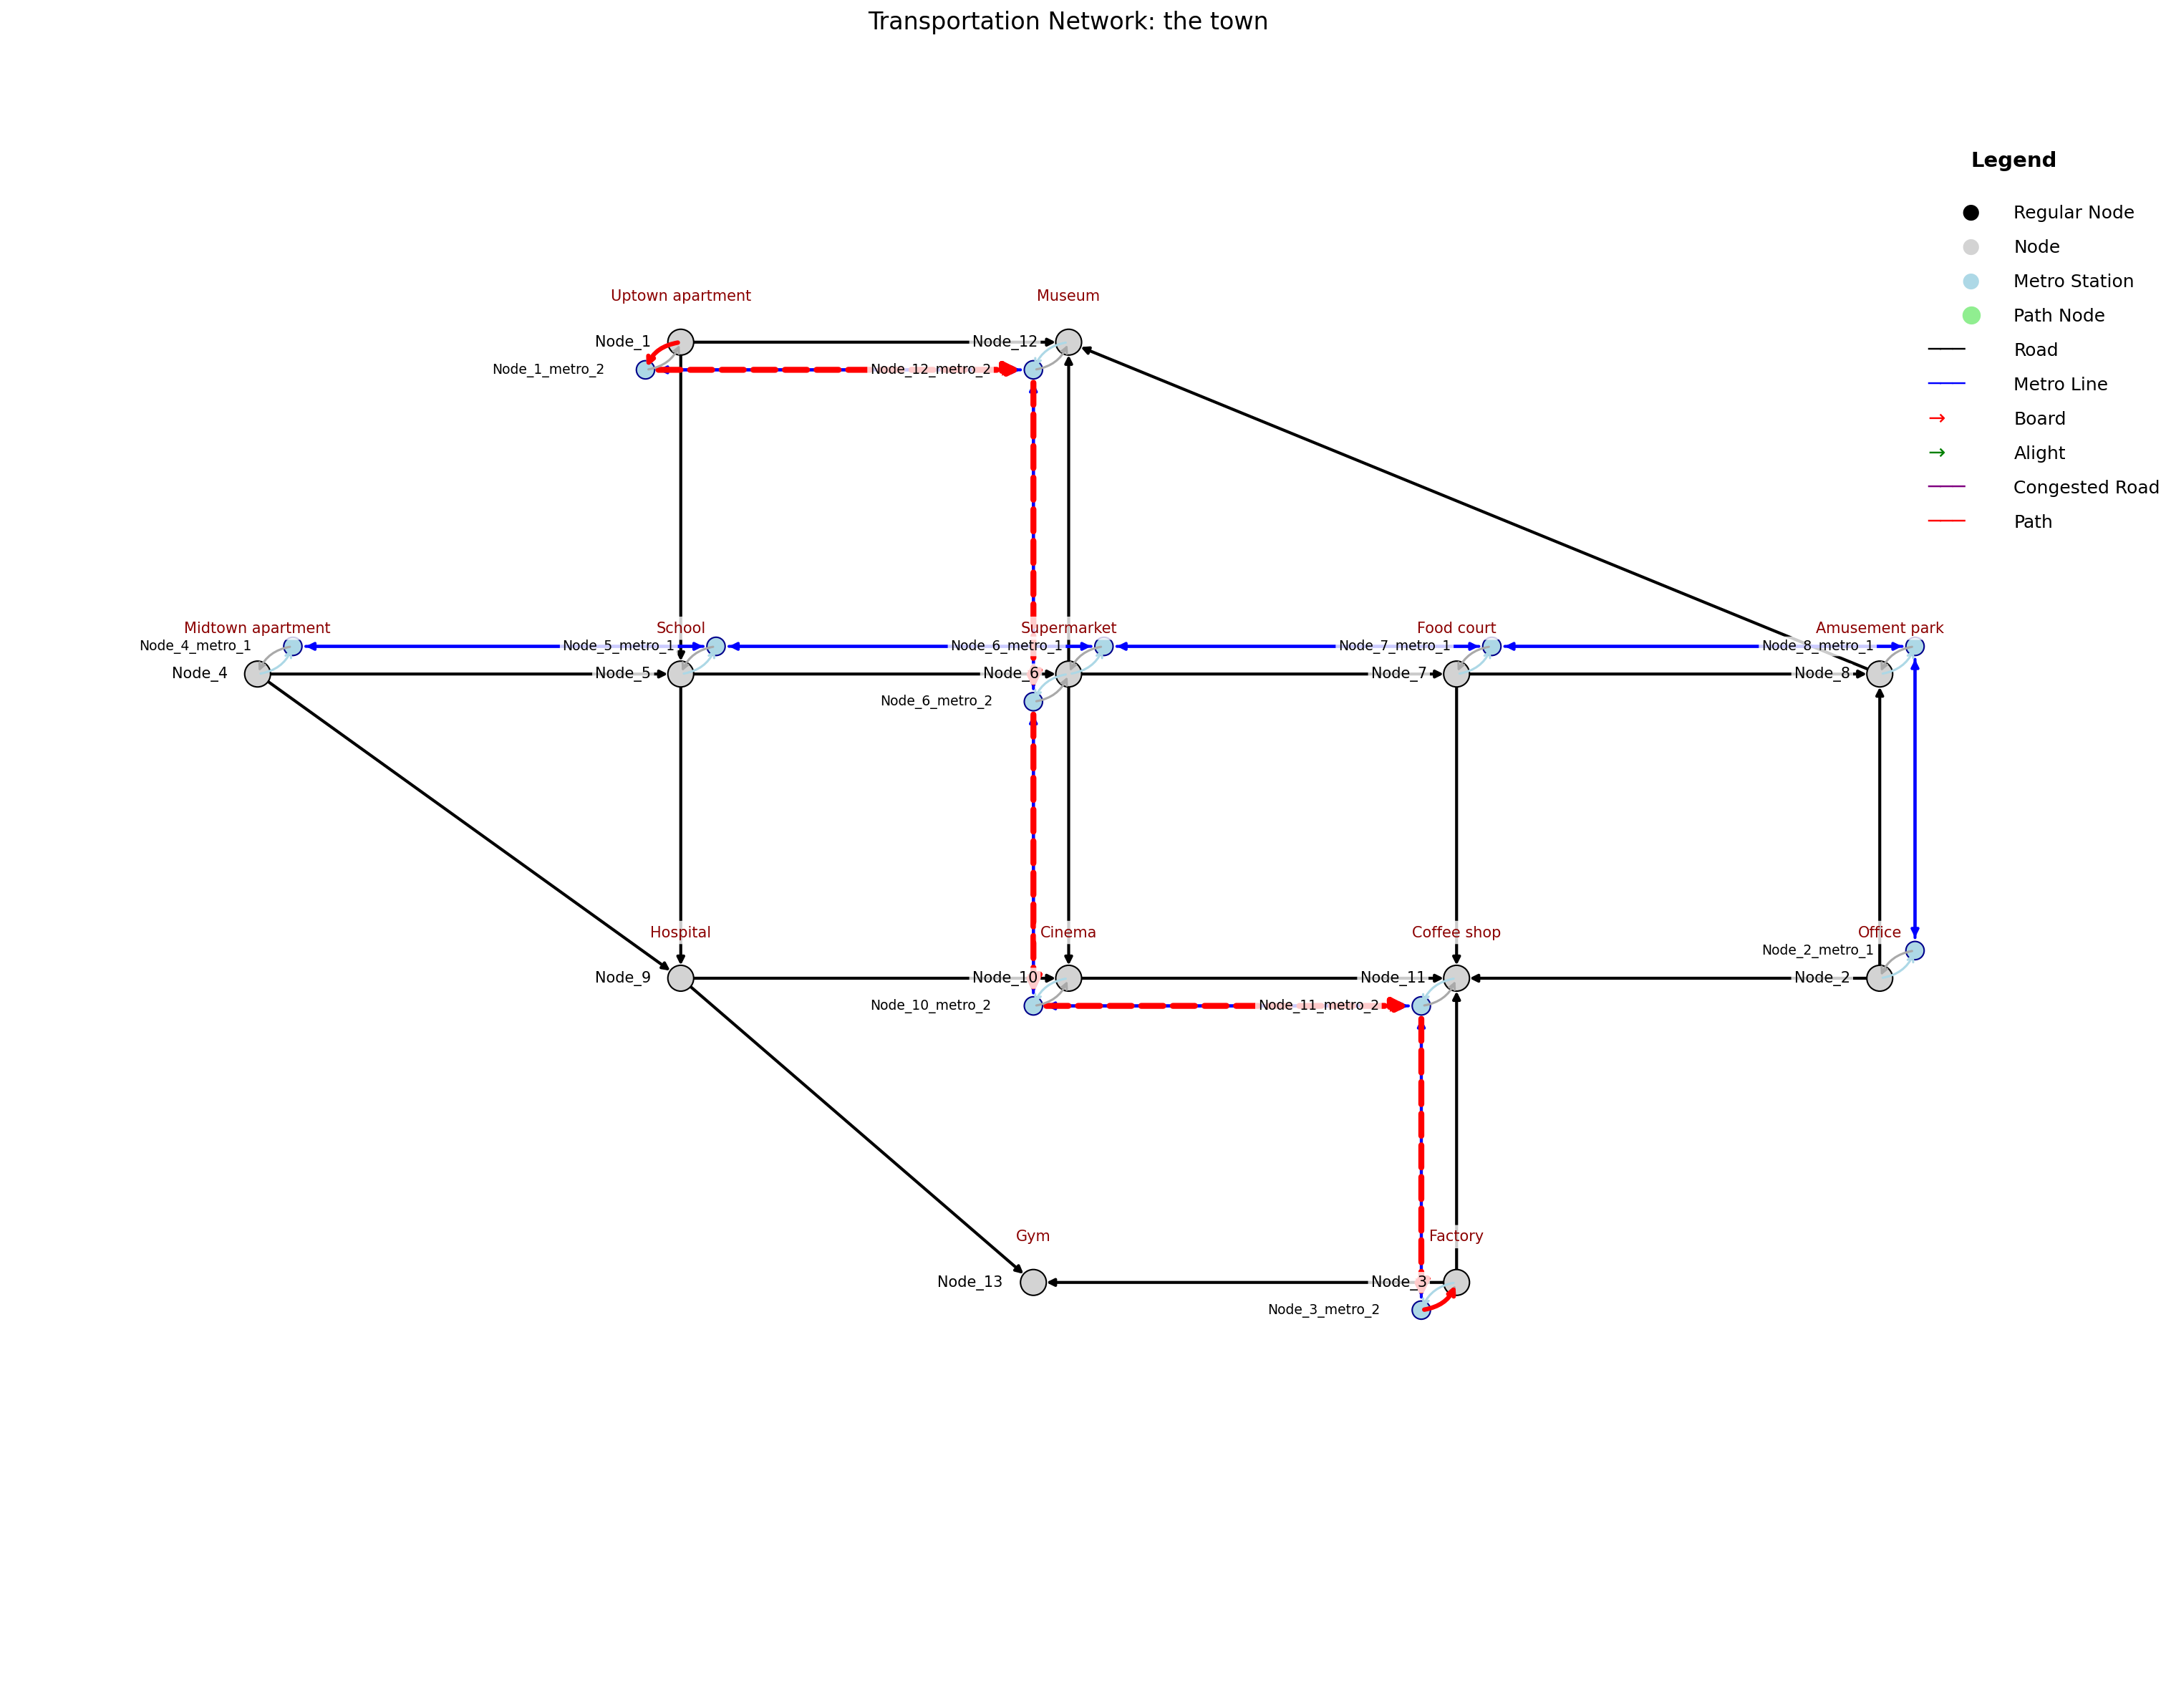 Transportation Network: the town
Legend
Regular Node
Node
Metro Station
Path Node
Road
Metro Line
→ Board
→ Alight
Congested Road
Path
Uptown apartment
Museum
Node_1
Node_12
Node_1_metro_2
Node_12_metro_2
Midtown apartment
School
Supermarket
Food court
Amusement park
Node_4_metro_1
Node_5_metro_1
Node_6_metro_1
Node_7_metro_1
Node_8_metro_1
Node_4
Node_5
Node_6
Node_7
Node_8
Node_6_metro_2
Hospital
Cinema
Coffee shop
Office
Node_2_metro_1
Node_9
Node_10
Node_11
Node_2
Node_10_metro_2
Node_11_metro_2
Gym
Factory
Node_13
Node_3
Node_3_metro_2